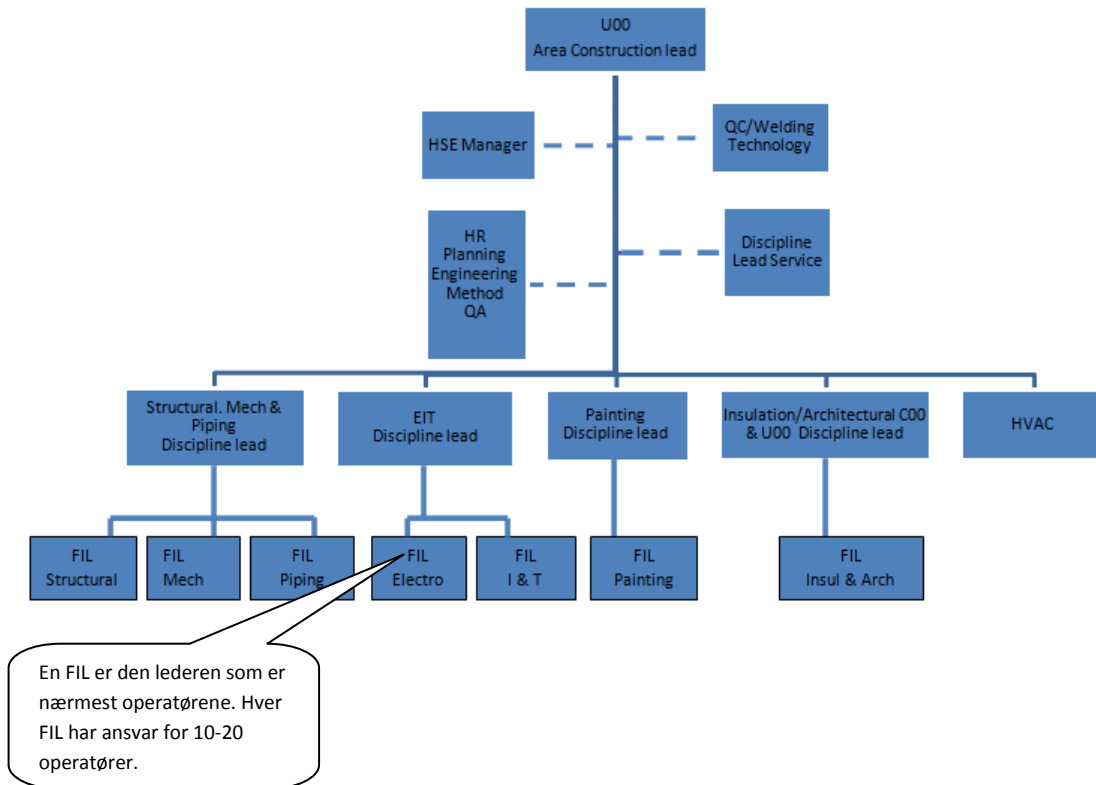 U00
Area Construction lead
HSE Manager
QC/Welding
Technology
HR
Planning
Engineering
Method
QA
Discipline
Lead Service
Structural. Mech &
Piping
Discipline lead
EIT
Discipline lead
Painting
Discipline lead
Insulation/Architectural C00
& U00 Discipline lead
HVAC
FIL
Structural
FIL
Mech
FIL
Piping
FIL
Electro
FIL
I & T
FIL
Painting
FIL
Insul & Arch
En FIL er den lederen som er
nærmest operatørene. Hver
FIL har ansvar for 10-20
operatører.